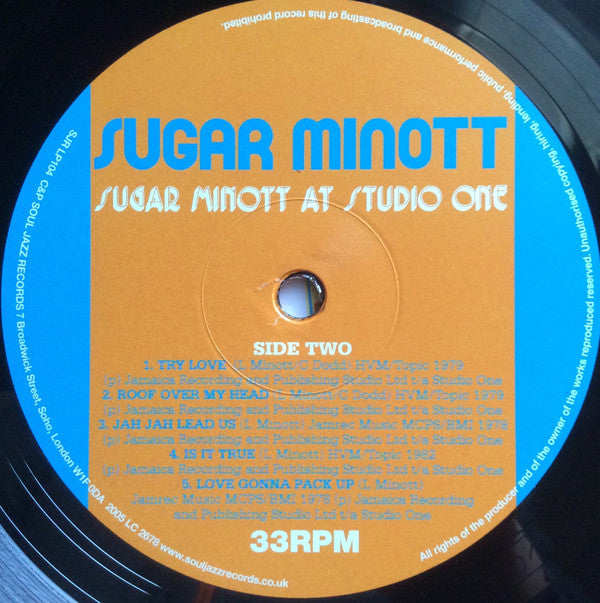 SUGAR MINOTT
SUGAR MINOTT AT STUDIO ONE
SIDE TWO
1. TRY LOVE (L Minott/C Dodd) HVM/Topic 1979
(p) Jamaica Recording and Publishing Studio Ltd t/a Studio One
2. ROOF OVER MY HEAD (L Minott/C Dodd) HVM/Topic 1979
(p) Jamaica Recording and Publishing Studio Ltd t/a Studio One
3. JAH JAH LEAD US (L Minott) Jamrec Music MCPS/BMI 1978
(p) Jamaica Recording and Publishing Studio Ltd t/a Studio One
4. IS IT TRUE (L Minott) HVM/Topic 1982
(p) Jamaica Recording and Publishing Studio Ltd t/a Studio One
5. LOVE GONNA PACK UP (L Minott)
Jamrec Music MCPS/BMI 1978 (p) Jamaica Recording
and Publishing Studio Ltd t/a Studio One
33RPM
SJR LP104 C&P SOUL JAZZ RECORDS 7 Broadwick Street, Soho, London W1F 0DA 2005 LC 2678 www.souljazzrecords.co.uk
All rights of the producer and of the owner of the works reproduced reserved. Unauthorised copying, hiring, lending, public performance and broadcasting of this record prohibited.